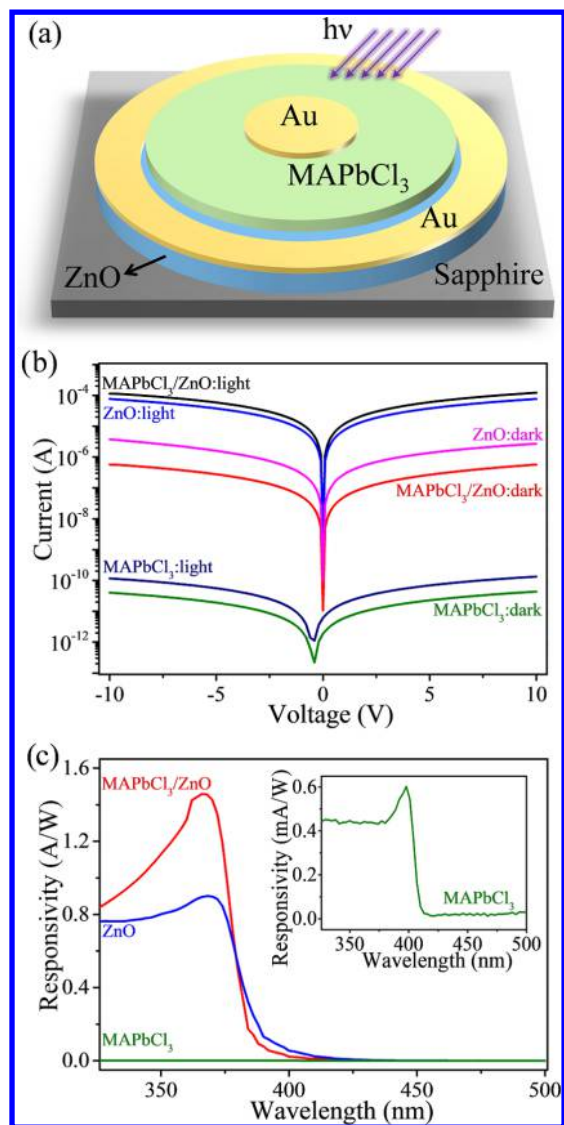 (a)
hν
Au
MAPbCl₃
Au
ZnO
Sapphire
(b)
Current (A)
10⁻⁴
10⁻⁶
10⁻⁸
10⁻¹⁰
10⁻¹²
MAPbCl₃/ZnO:light
ZnO:light
ZnO:dark
MAPbCl₃/ZnO:dark
MAPbCl₃:light
MAPbCl₃:dark
-10 -5 0 5 10
Voltage (V)
(c)
Responsivity (A/W)
1.6
1.2
0.8
0.4
0.0
MAPbCl₃/ZnO
ZnO
MAPbCl₃
350 400 450 500
Wavelength (nm)
Responsivity (mA/W)
0.6
0.4
0.2
0.0
MAPbCl₃
350 400 450 500
Wavelength (nm)